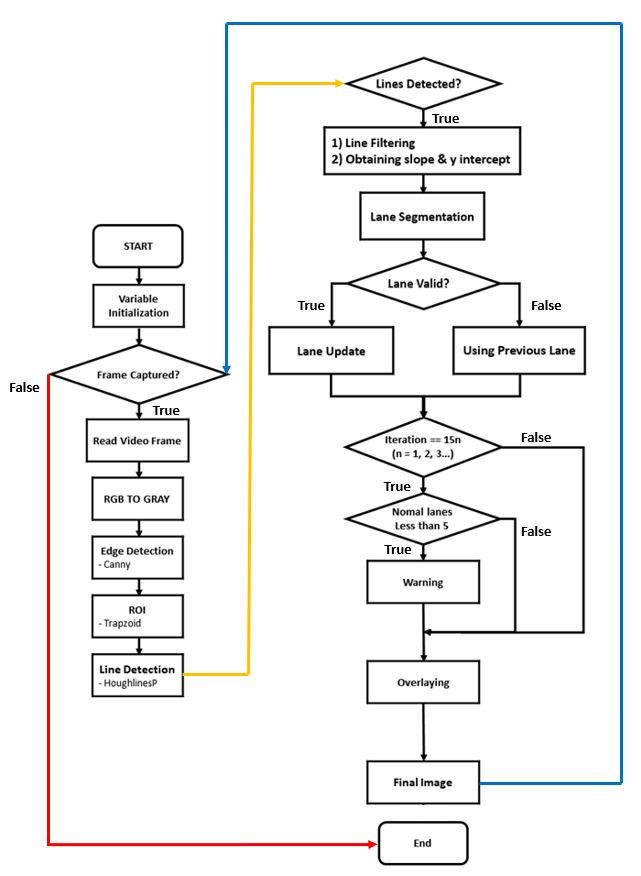 START
Variable
Initialization
Frame Captured?
False
True
Read Video Frame
RGB TO GRAY
Edge Detection
- Canny
ROI
- Trapzoid
Line Detection
- HoughlinesP
Lines Detected?
True
1) Line Filtering
2) Obtaining slope & y intercept
Lane Segmentation
Lane Valid?
True
False
Lane Update
Using Previous Lane
Iteration == 15n
(n = 1, 2, 3...)
False
True
Nomal lanes
Less than 5
False
True
Warning
Overlaying
Final Image
End